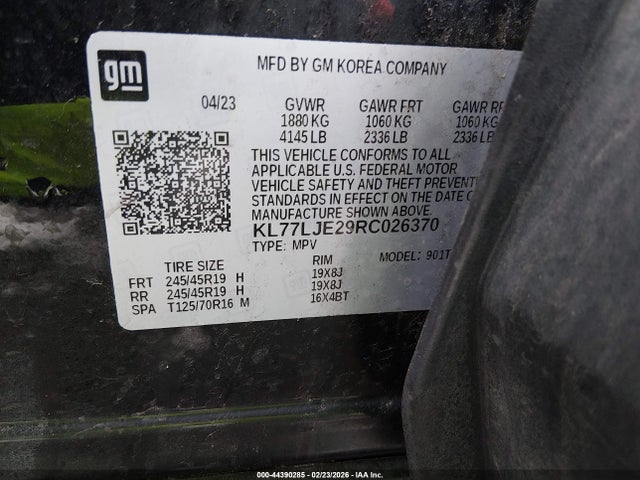 gm
MFD BY GM KOREA COMPANY
04/23 GVWR GAWR FRT GAWR RR
1880 KG 1060 KG 1060 KG
4145 LB 2336 LB 2336 LB
THIS VEHICLE CONFORMS TO ALL
APPLICABLE U.S. FEDERAL MOTOR
VEHICLE SAFETY AND THEFT PREVENTI
STANDARDS IN EFFECT ON THE DATE O
MANUFACTURE SHOWN ABOVE.
KL77LJE29RC026370
TYPE: MPV MODEL: 901T
TIRE SIZE RIM
FRT 245/45R19 H 19X8J
RR 245/45R19 H 19X8J
SPA T125/70R16 M 16X4BT
000-44390285 - 02/23/2026 - IAA Inc.